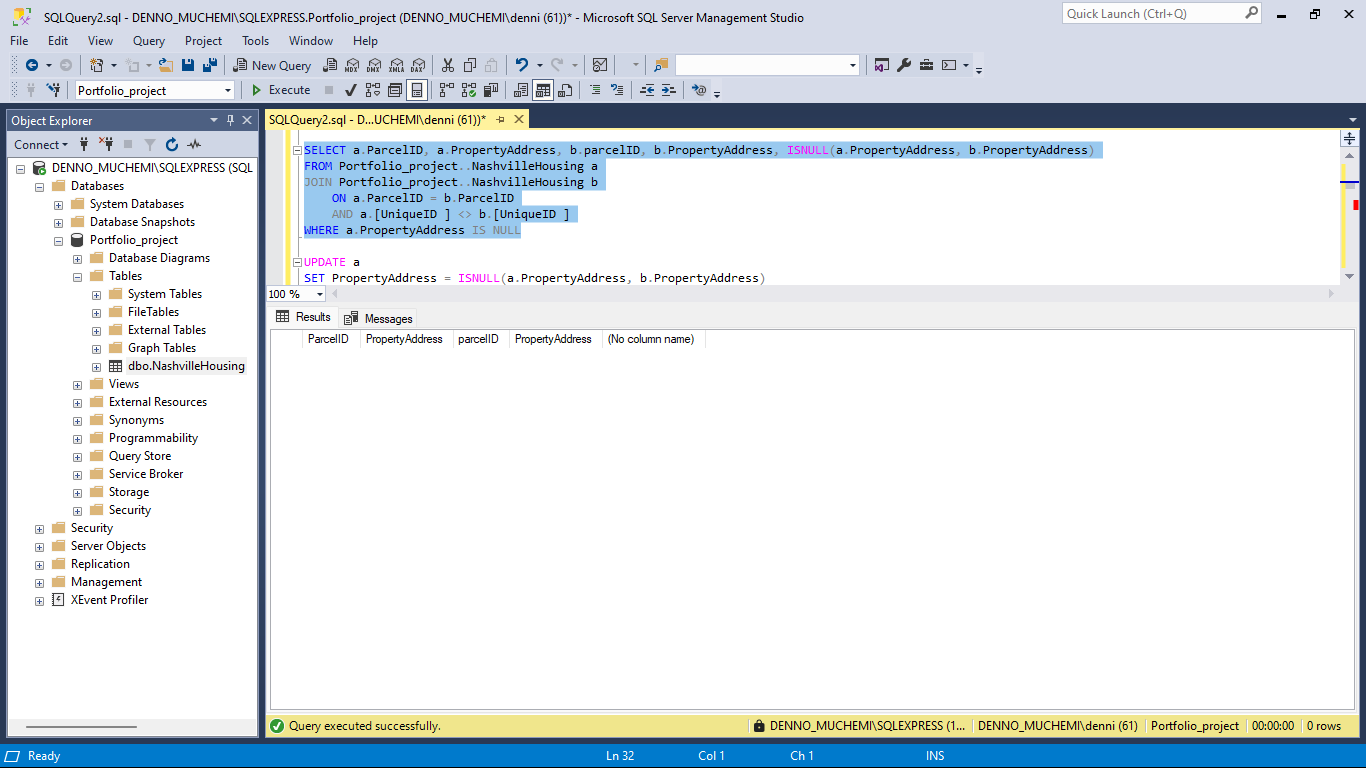 SQLQuery2.sql - DENNO_MUCHEMI\SQLEXPRESS.Portfolio_project (DENNO_MUCHEMI\denni (61))* - Microsoft SQL Server Management Studio
Quick Launch (Ctrl+Q)
File Edit View Query Project Tools Window Help
New Query MDX DMX XMLA DAX
Portfolio_project Execute
Object Explorer
SQLQuery2.sql - D...UCHEMI\denni (61))*
Connect
DENNO_MUCHEMI\SQLEXPRESS (SQL
Databases
System Databases
Database Snapshots
Portfolio_project
Database Diagrams
Tables
System Tables
FileTables
External Tables
Graph Tables
dbo.NashvilleHousing
Views
External Resources
Synonyms
Programmability
Query Store
Service Broker
Storage
Security
Security
Server Objects
Replication
Management
XEvent Profiler
SELECT a.ParcelID, a.PropertyAddress, b.parcelID, b.PropertyAddress, ISNULL(a.PropertyAddress, b.PropertyAddress)
FROM Portfolio_project..NashvilleHousing a
JOIN Portfolio_project..NashvilleHousing b
ON a.ParcelID = b.ParcelID
AND a.[UniqueID ] <> b.[UniqueID ]
WHERE a.PropertyAddress IS NULL
UPDATE a
SET PropertyAddress = ISNULL(a.PropertyAddress, b.PropertyAddress)
100 %
Results Messages
ParcelID PropertyAddress parcelID PropertyAddress (No column name)
Query executed successfully. DENNO_MUCHEMI\SQLEXPRESS (1... DENNO_MUCHEMI\denni (61) Portfolio_project 00:00:00 0 rows
Ready Ln 32 Col 1 Ch 1 INS